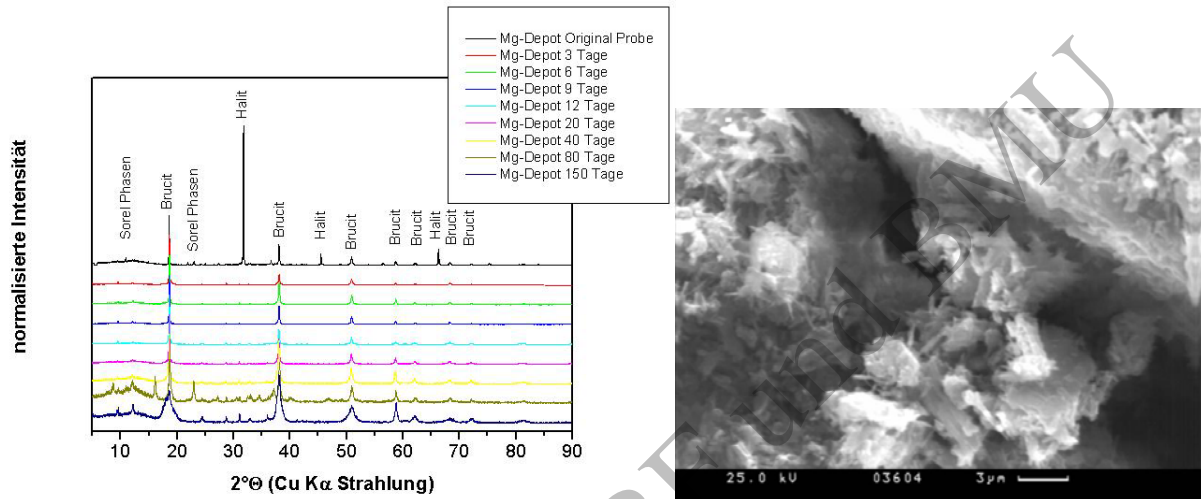 Mg-Depot Original Probe
Mg-Depot 3 Tage
Mg-Depot 6 Tage
Mg-Depot 9 Tage
Mg-Depot 12 Tage
Mg-Depot 20 Tage
Mg-Depot 40 Tage
Mg-Depot 80 Tage
Mg-Depot 150 Tage
normalisierte Intensität
Sorel Phasen
Brucit
Sorel Phasen
Halit
Brucit
Halit
Brucit
Brucit
Brucit
Halit
Brucit
Brucit
10 20 30 40 50 60 70 80 90
2°Θ (Cu Kα Strahlung)
25.0 kV 03604 3µm
und BMU